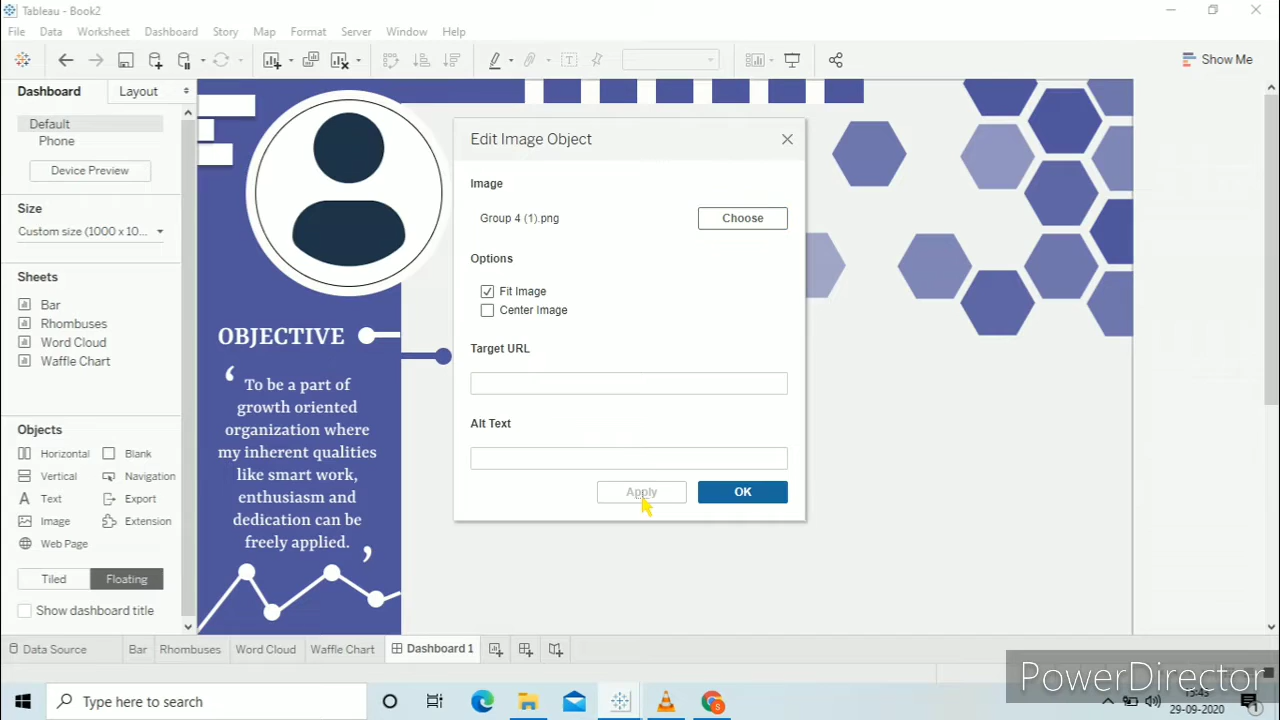 Tableau - Book2
File Data Worksheet Dashboard Story Map Format Server Window Help
Show Me
Dashboard Layout
Default
Phone
Device Preview
Size
Custom size (1000 x 10...
Sheets
Bar
Rhombuses
Word Cloud
Waffle Chart
Objects
Horizontal Blank
Vertical Navigation
Text Export
Image Extension
Web Page
Tiled Floating
Show dashboard title
OBJECTIVE
‘ To be a part of
growth oriented
organization where
my inherent qualities
like smart work,
enthusiasm and
dedication can be
freely applied. ’
Edit Image Object
Image
Group 4 (1).png Choose
Options
Fit Image
Center Image
Target URL
Alt Text
Apply OK
Data Source Bar Rhombuses Word Cloud Waffle Chart Dashboard 1
PowerDirector
Type here to search
29-09-2020